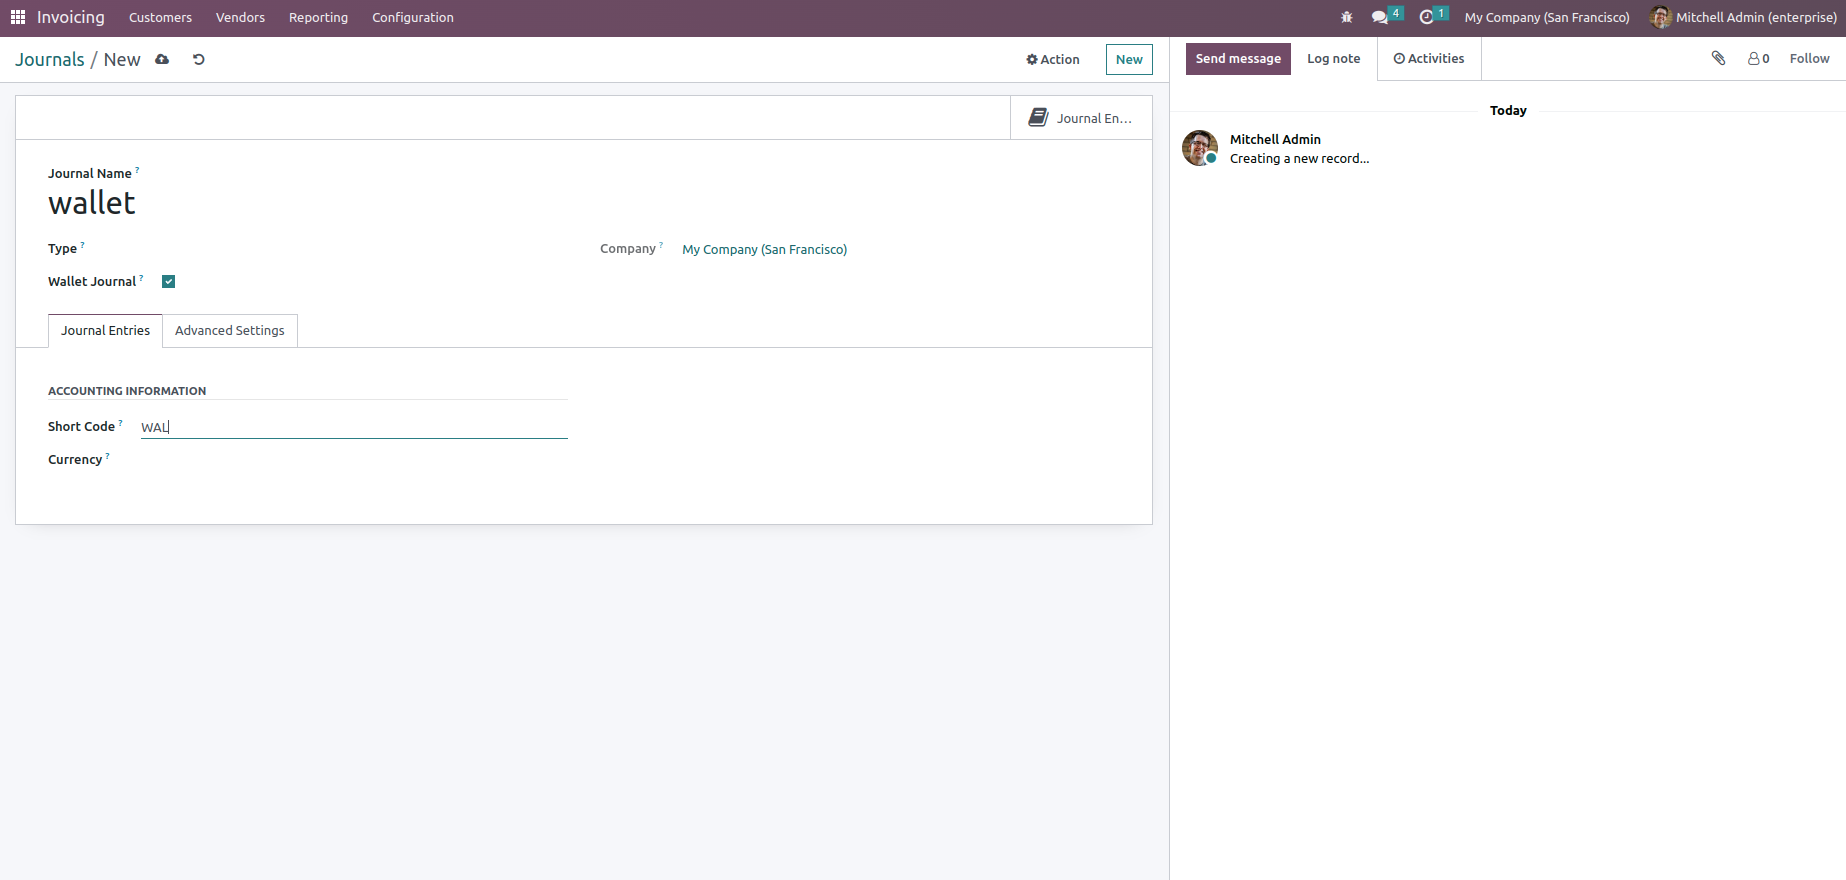 Invoicing Customers Vendors Reporting Configuration 4 1 My Company (San Francisco) Mitchell Admin (enterprise)
Journals / New Action New
Send message Log note Activities 0 Follow
Journal En...
Today
Mitchell Admin
Creating a new record...
Journal Name ?
wallet
Type ?
Company ? My Company (San Francisco)
Wallet Journal ?
Journal Entries Advanced Settings
ACCOUNTING INFORMATION
Short Code ? WAL
Currency ?